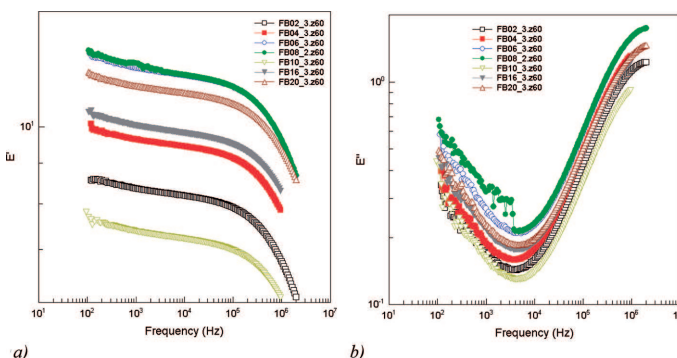 FB02_3.z60
FB04_3.z60
FB06_3.z60
FB08_2.z60
FB10_3.z60
FB16_3.z60
FB20_3.z60
10¹
E'
10¹ 10² 10³ 10⁴ 10⁵ 10⁶ 10⁷
Frequency (Hz)
a)
FB02_3.z60
FB04_3.z60
FB06_3.z60
FB08_2.z60
FB10_3.z60
FB16_3.z60
FB20_3.z60
10⁰
E"
10⁻¹
10¹ 10² 10³ 10⁴ 10⁵ 10⁶
Frequency (Hz)
b)